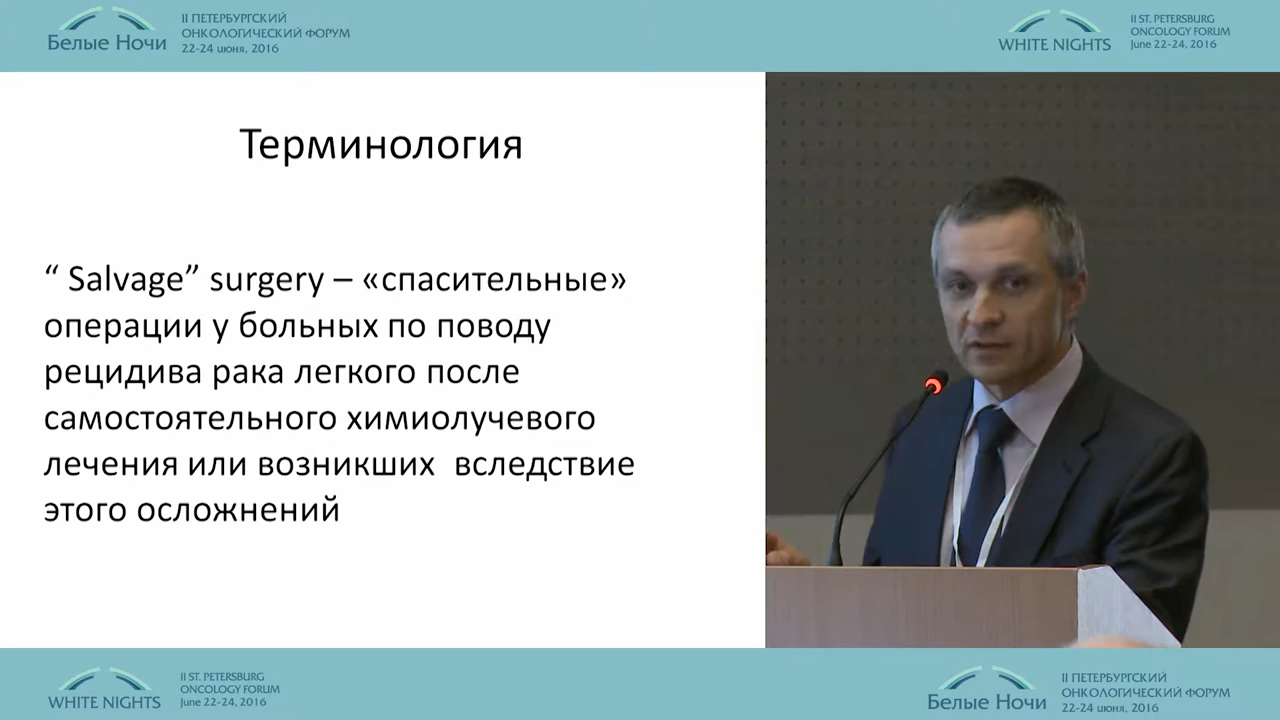 Белые Ночи
II ПЕТЕРБУРГСКИЙ
ОНКОЛОГИЧЕСКИЙ ФОРУМ
22-24 июня, 2016
WHITE NIGHTS
II ST. PETERSBURG
ONCOLOGY FORUM
June 22-24, 2016
Терминология
“ Salvage” surgery – «спасительные»
операции у больных по поводу
рецидива рака легкого после
самостоятельного химиолучевого
лечения или возникших вследствие
этого осложнений
WHITE NIGHTS
II ST. PETERSBURG
ONCOLOGY FORUM
June 22-24, 2016
Белые Ночи
II ПЕТЕРБУРГСКИЙ
ОНКОЛОГИЧЕСКИЙ ФОРУМ
22-24 июня, 2016